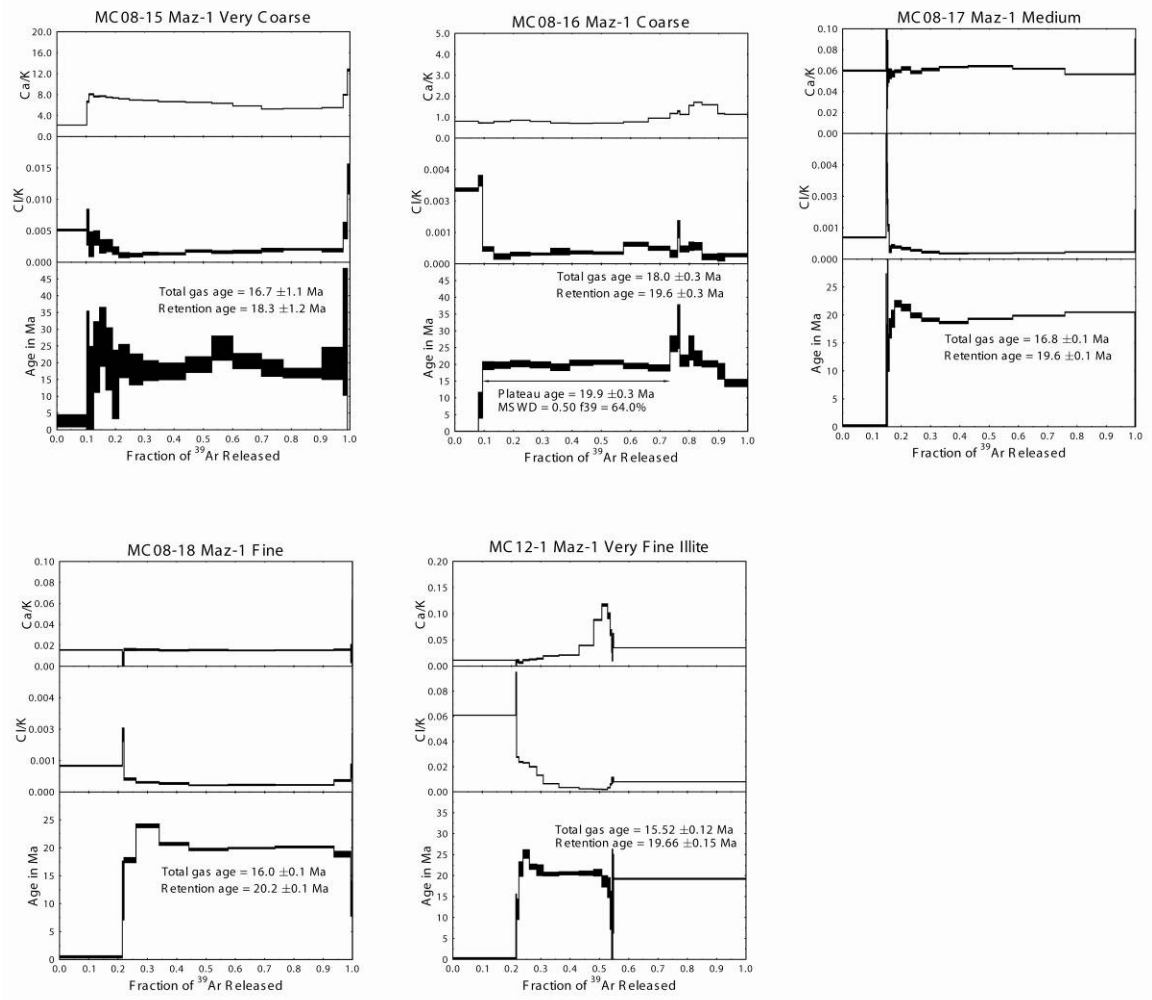 MC08-15 Maz-1 Very Coarse
20.0
16.0
12.0
8.0
4.0
0.0
Ca/K
0.015
0.010
0.005
0.000
Cl/K
45
40
35
30
25
20
15
10
5
0
Age in Ma
Total gas age = 16.7 ±1.1 Ma
Retention age = 18.3 ±1.2 Ma
0.0 0.1 0.2 0.3 0.4 0.5 0.6 0.7 0.8 0.9 1.0
Fraction of ³⁹Ar Released
MC08-16 Maz-1 Coarse
5.0
4.0
3.0
2.0
1.0
0.0
Ca/K
0.004
0.003
0.001
0.000
Cl/K
45
40
35
30
25
20
15
10
5
0
Age in Ma
Total gas age = 18.0 ±0.3 Ma
Retention age = 19.6 ±0.3 Ma
Plateau age = 19.9 ±0.3 Ma
MSWD = 0.50 f39 = 64.0%
0.0 0.1 0.2 0.3 0.4 0.5 0.6 0.7 0.8 0.9 1.0
Fraction of ³⁹Ar Released
MC08-17 Maz-1 Medium
0.10
0.08
0.06
0.04
0.02
0.00
Ca/K
0.004
0.003
0.001
0.000
Cl/K
25
20
15
10
5
0
Age in Ma
Total gas age = 16.8 ±0.1 Ma
Retention age = 19.6 ±0.1 Ma
0.0 0.1 0.2 0.3 0.4 0.5 0.6 0.7 0.8 0.9 1.0
Fraction of ³⁹Ar Released
MC08-18 Maz-1 Fine
0.10
0.08
0.06
0.04
0.02
0.00
Ca/K
0.004
0.003
0.001
0.000
Cl/K
25
20
15
10
5
0
Age in Ma
Total gas age = 16.0 ±0.1 Ma
Retention age = 20.2 ±0.1 Ma
0.0 0.1 0.2 0.3 0.4 0.5 0.6 0.7 0.8 0.9 1.0
Fraction of ³⁹Ar Released
MC12-1 Maz-1 Very Fine Illite
0.20
0.15
0.10
0.05
0.00
Ca/K
0.08
0.06
0.04
0.02
0.00
Cl/K
35
30
25
20
15
10
5
0
Age in Ma
Total gas age = 15.52 ±0.12 Ma
Retention age = 19.66 ±0.15 Ma
0.0 0.1 0.2 0.3 0.4 0.5 0.6 0.7 0.8 0.9 1.0
Fraction of ³⁹Ar Released